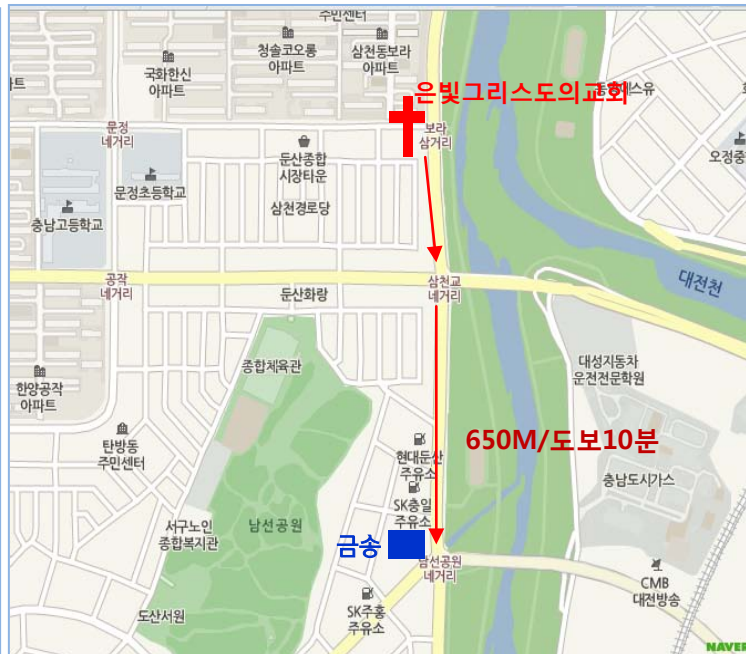 주민센터
청솔코오롱
아파트
삼천동보라
아파트
국화한신
아파트
은빛그리스도의교회
문정
네거리
보라
삼거리
둔산종합
시장타운
문정초등학교
삼천경로당
충남고등학교
오정중
공작
네거리
둔산화랑
삼천교
네거리
대전천
종합체육관
대성자동차
운전전문학원
한양공작
아파트
탄방동
주민센터
650M/도보10분
현대둔산
주유소
SK충일
주유소
충남도시가스
서구노인
종합복지관
남선공원
금송
남선공원
네거리
CMB
대전방송
SK주홍
주유소
도산서원
NAVER